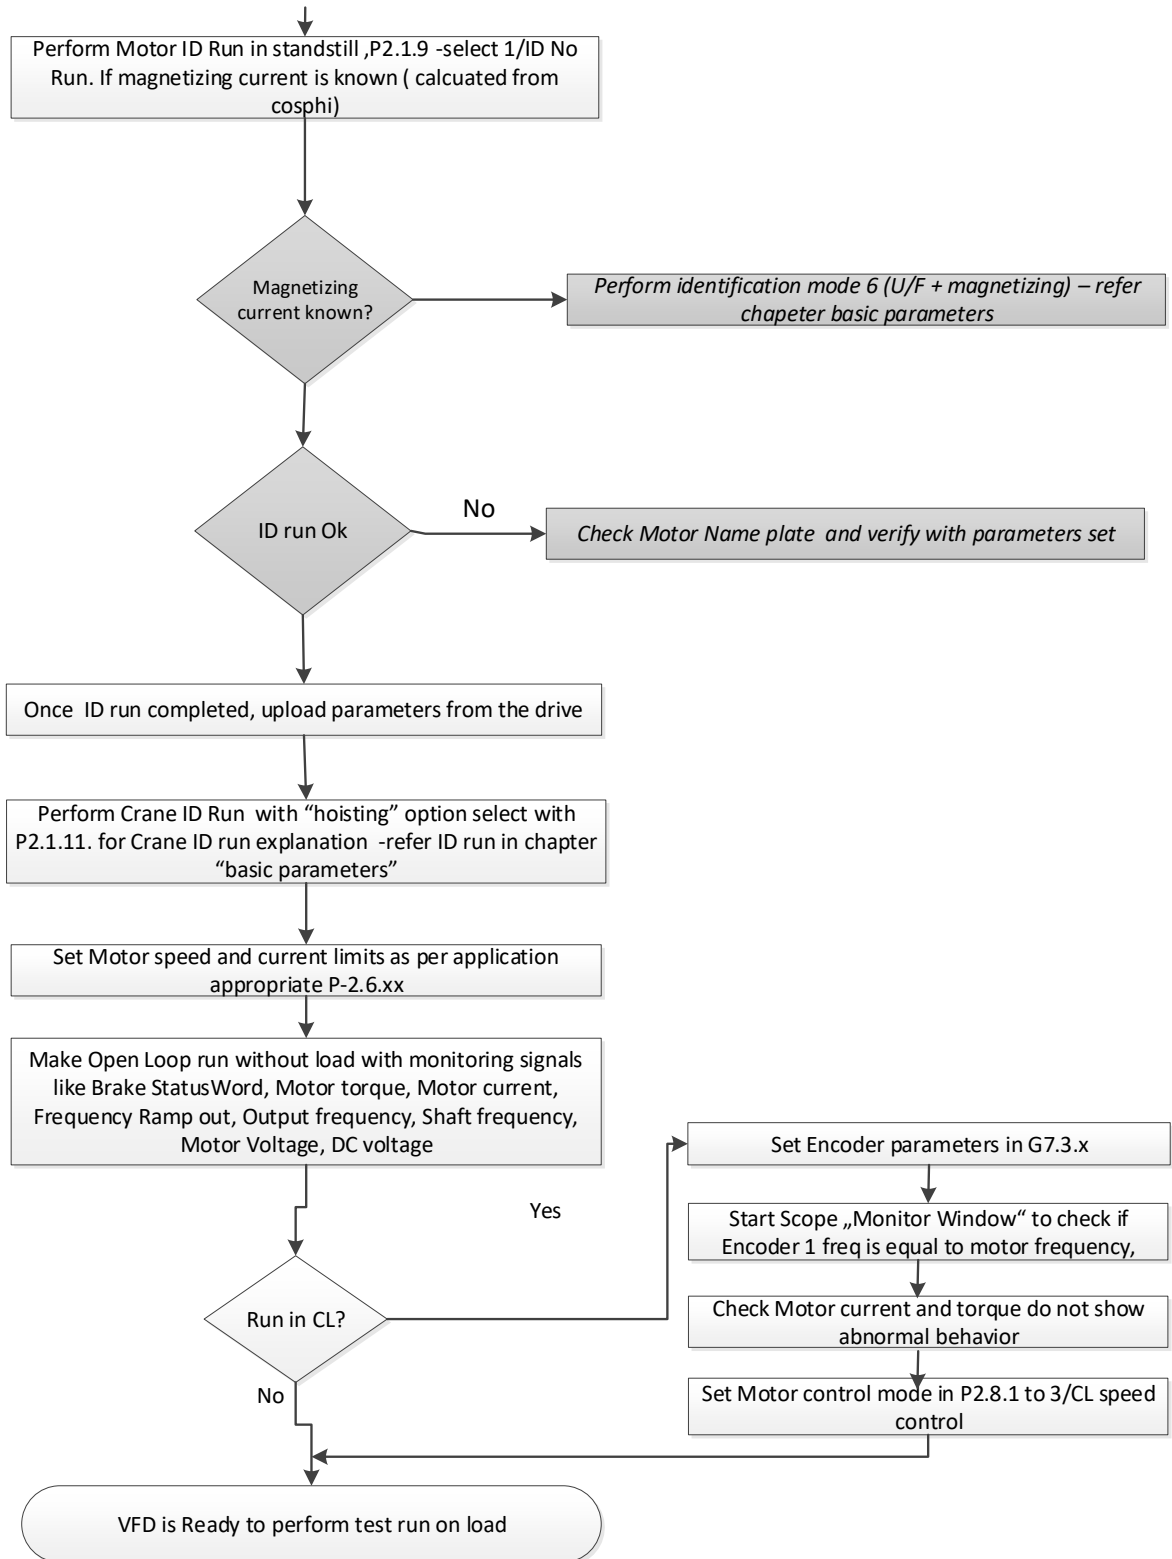 Perform Motor ID Run in standstill ,P2.1.9 -select 1/ID No
Run. If magnetizing current is known ( calcuated from
cosphi)
Magnetizing
current known?
Perform identification mode 6 (U/F + magnetizing) – refer
chapeter basic parameters
ID run Ok
No
Check Motor Name plate and verify with parameters set
Once ID run completed, upload parameters from the drive
Perform Crane ID Run with “hoisting” option select with
P2.1.11. for Crane ID run explanation -refer ID run in chapter
“basic parameters”
Set Motor speed and current limits as per application
appropriate P-2.6.xx
Make Open Loop run without load with monitoring signals
like Brake StatusWord, Motor torque, Motor current,
Frequency Ramp out, Output frequency, Shaft frequency,
Motor Voltage, DC voltage
Run in CL?
Yes
Set Encoder parameters in G7.3.x
Start Scope „Monitor Window“ to check if
Encoder 1 freq is equal to motor frequency,
Check Motor current and torque do not show
abnormal behavior
Set Motor control mode in P2.8.1 to 3/CL speed
control
No
VFD is Ready to perform test run on load